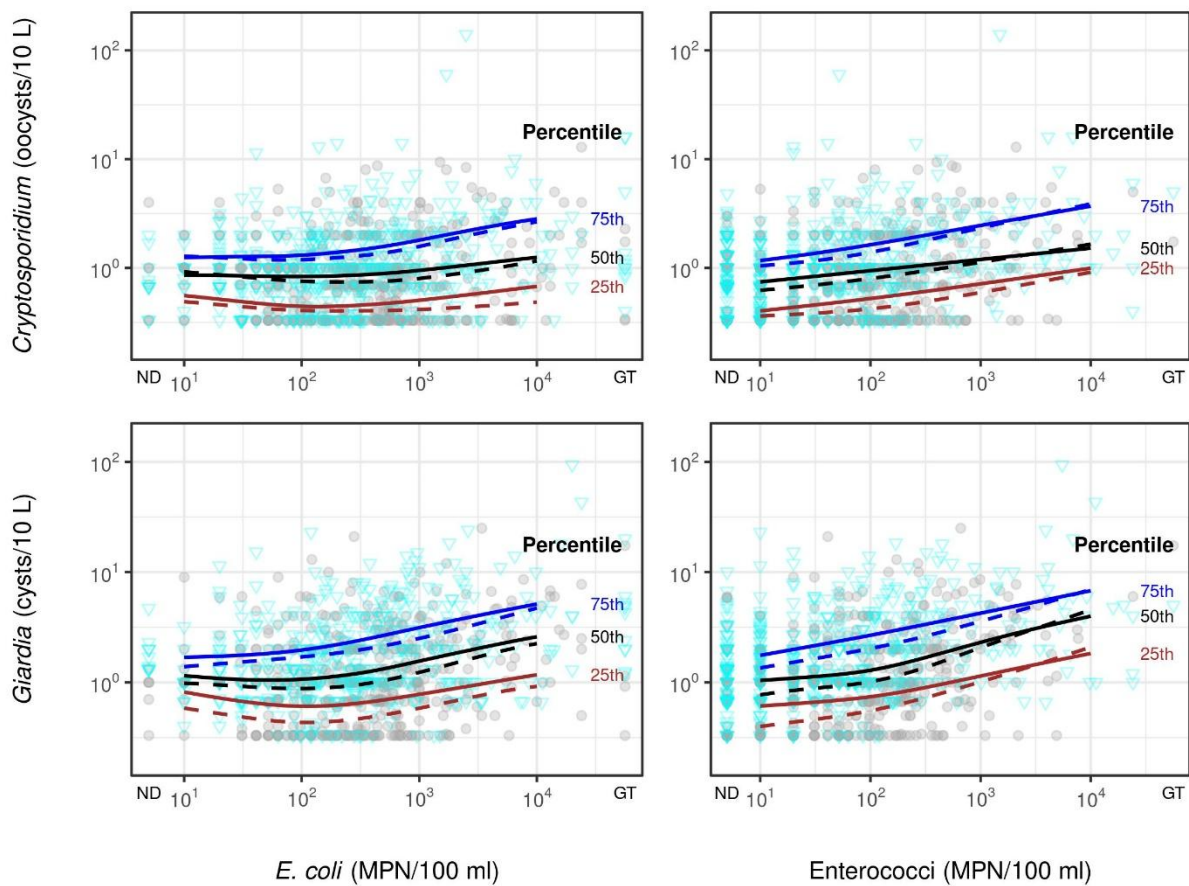 Cryptosporidium (oocysts/10 L)
10²
10¹
10⁰
Percentile
75th
50th
25th
ND 10¹ 10² 10³ 10⁴ GT
Percentile
75th
50th
25th
10²
10¹
10⁰
ND 10¹ 10² 10³ 10⁴ GT
Giardia (cysts/10 L)
10²
10¹
10⁰
Percentile
75th
50th
25th
ND 10¹ 10² 10³ 10⁴ GT
10²
10¹
10⁰
Percentile
75th
50th
25th
ND 10¹ 10² 10³ 10⁴ GT
E. coli (MPN/100 ml)
Enterococci (MPN/100 ml)